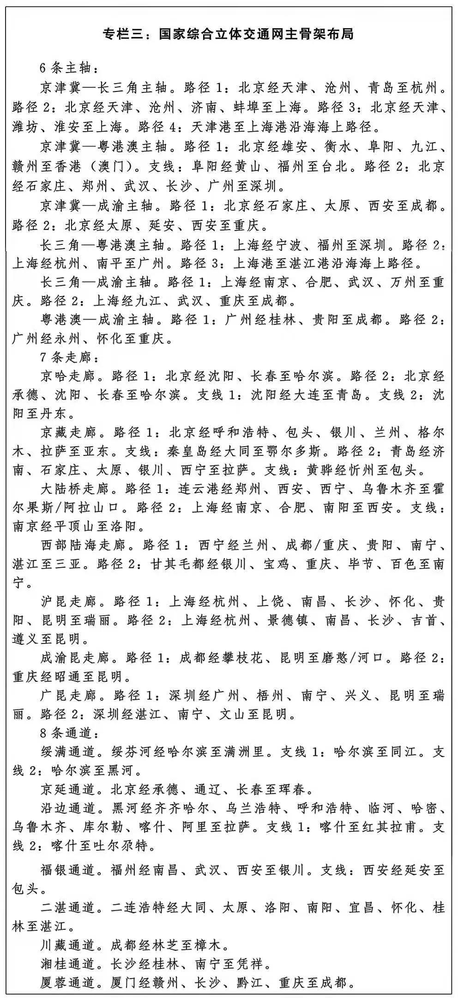 专栏三：国家综合立体交通网主骨架布局
6条主轴：
京津冀—长三角主轴。路径1：北京经天津、沧州、青岛至杭州。
路径2：北京经天津、沧州、济南、蚌埠至上海。路径3：北京经天津、
潍坊、淮安至上海。路径4：天津港至上海港沿海海上路径。
京津冀—粤港澳主轴。路径1：北京经雄安、衡水、阜阳、九江、
赣州至香港（澳门）。支线：阜阳经黄山、福州至台北。路径2：北京
经石家庄、郑州、武汉、长沙、广州至深圳。
京津冀—成渝主轴。路径1：北京经石家庄、太原、西安至成都。
路径2：北京经太原、延安、西安至重庆。
长三角—粤港澳主轴。路径1：上海经宁波、福州至深圳。路径2：
上海经杭州、南平至广州。路径3：上海港至湛江港沿海海上路径。
长三角—成渝主轴。路径1：上海经南京、合肥、武汉、万州至重
庆。路径2：上海经九江、武汉、重庆至成都。
粤港澳—成渝主轴。路径1：广州经桂林、贵阳至成都。路径2：
广州经永州、怀化至重庆。
7条走廊：
京哈走廊。路径1：北京经沈阳、长春至哈尔滨。路径2：北京经
承德、沈阳、长春至哈尔滨。支线1：沈阳经大连至青岛。支线2：沈
阳至丹东。
京藏走廊。路径1：北京经呼和浩特、包头、银川、兰州、格尔
木、拉萨至亚东。支线：秦皇岛经大同至鄂尔多斯。路径2：青岛经济
南、石家庄、太原、银川、西宁至拉萨。支线：黄骅经忻州至包头。
大陆桥走廊。路径1：连云港经郑州、西安、西宁、乌鲁木齐至霍
尔果斯/阿拉山口。路径2：上海经南京、合肥、南阳至西安。支线：
南京经平顶山至洛阳。
西部陆海走廊。路径1：西宁经兰州、成都/重庆、贵阳、南宁、
湛江至三亚。路径2：甘其毛都经银川、宝鸡、重庆、毕节、百色至南
宁。
沪昆走廊。路径1：上海经杭州、上饶、南昌、长沙、怀化、贵
阳、昆明至瑞丽。路径2：上海经杭州、景德镇、南昌、长沙、吉首、
遵义至昆明。
成渝昆走廊。路径1：成都经攀枝花、昆明至磨憨/河口。路径2：
重庆经昭通至昆明。
广昆走廊。路径1：深圳经广州、梧州、南宁、兴义、昆明至瑞
丽。路径2：深圳经湛江、南宁、文山至昆明。
8条通道：
绥满通道。绥芬河经哈尔滨至满洲里。支线1：哈尔滨至同江。支
线2：哈尔滨至黑河。
京延通道。北京经承德、通辽、长春至珲春。
沿边通道。黑河经齐齐哈尔、乌兰浩特、呼和浩特、临河、哈密、
乌鲁木齐、库尔勒、喀什、阿里至拉萨。支线1：喀什至红其拉甫。支
线2：喀什至吐尔尕特。
福银通道。福州经南昌、武汉、西安至银川。支线：西安经延安至
包头。
二湛通道。二连浩特经大同、太原、洛阳、南阳、宜昌、怀化、桂
林至湛江。
川藏通道。成都经林芝至樟木。
湘桂通道。长沙经桂林、南宁至凭祥。
厦蓉通道。厦门经赣州、长沙、黔江、重庆至成都。